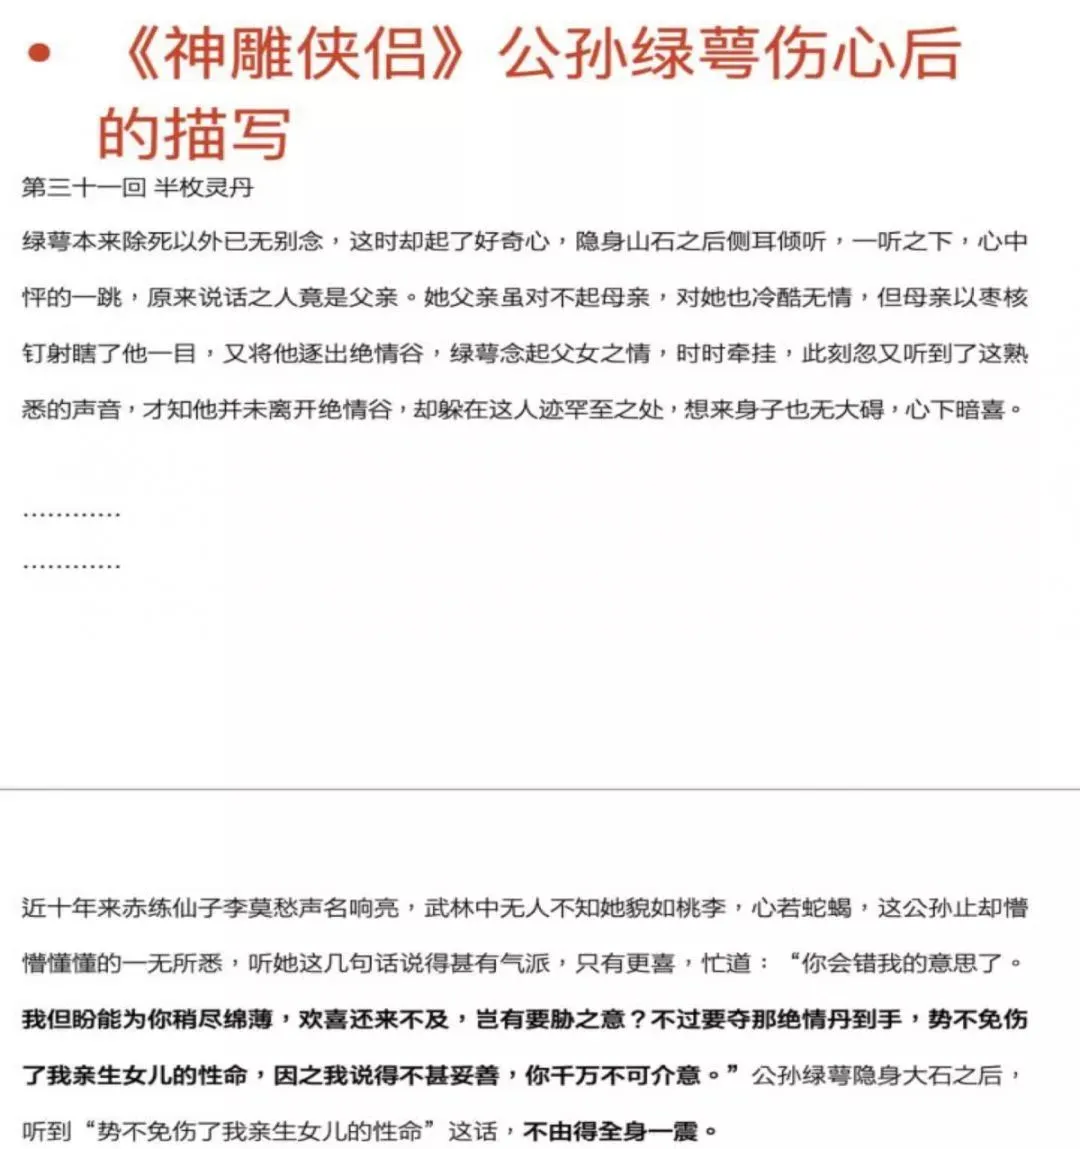 • 《神雕侠侣》公孙绿萼伤心后
的描写
第三十一回 半枚灵丹
绿萼本来除死以外已无别念，这时却起了好奇心，隐身山石之后侧耳倾听，一听之下，心中
怦的一跳，原来说话之人竟是父亲。她父亲虽对不起母亲，对她也冷酷无情，但母亲以枣核
钉射瞎了他一目，又将他逐出绝情谷，绿萼念起父女之情，时时牵挂，此刻忽又听到了这熟
悉的声音，才知他并未离开绝情谷，却躲在这人迹罕至之处，想来身子也无大碍，心下暗喜。
…………
…………
近十年来赤练仙子李莫愁声名响亮，武林中无人不知她貌如桃李，心若蛇蝎，这公孙止却懵
懵懂懂的一无所悉，听她这几句话说得甚有气派，只有更喜，忙道：“你会错我的意思了。
我但盼能为你稍尽绵薄，欢喜还来不及，岂有要胁之意？不过要夺那绝情丹到手，势不免伤
了我亲生女儿的性命，因之我说得不甚妥善，你千万不可介意。”公孙绿萼隐身大石之后，
听到“势不免伤了我亲生女儿的性命”这话，不由得全身一震。